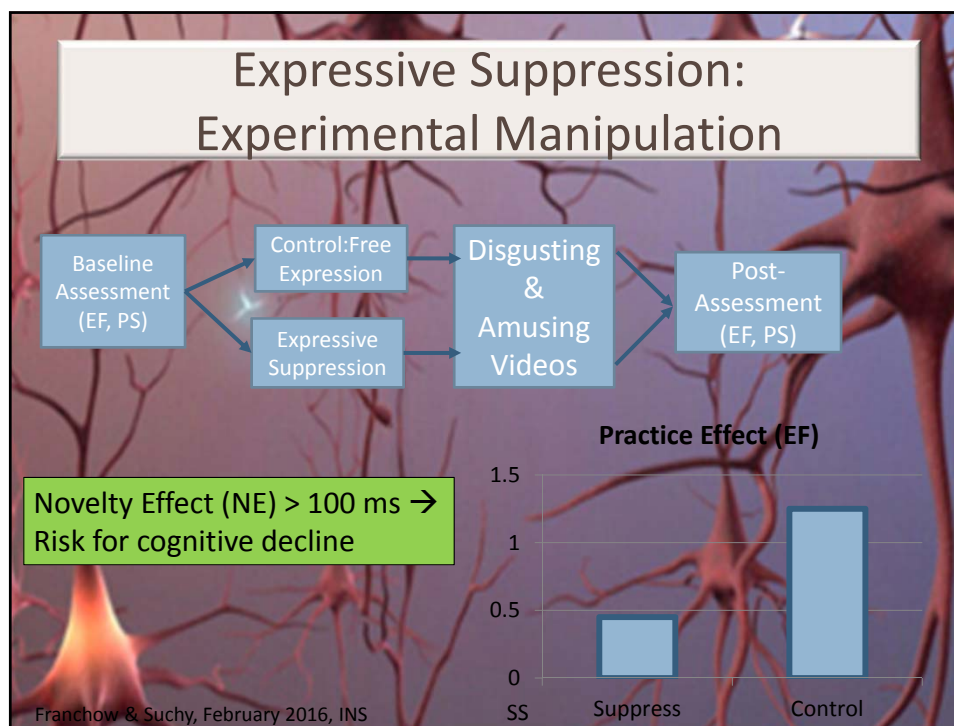 Expressive Suppression:
Experimental Manipulation
Baseline
Assessment
(EF, PS)
Control:Free
Expression
Expressive
Suppression
Disgusting
&
Amusing
Videos
Post-
Assessment
(EF, PS)
Novelty Effect (NE) > 100 ms →
Risk for cognitive decline
Practice Effect (EF)
1.5
1
0.5
0
SS
Suppress
Control
Franchow & Suchy, February 2016, INS